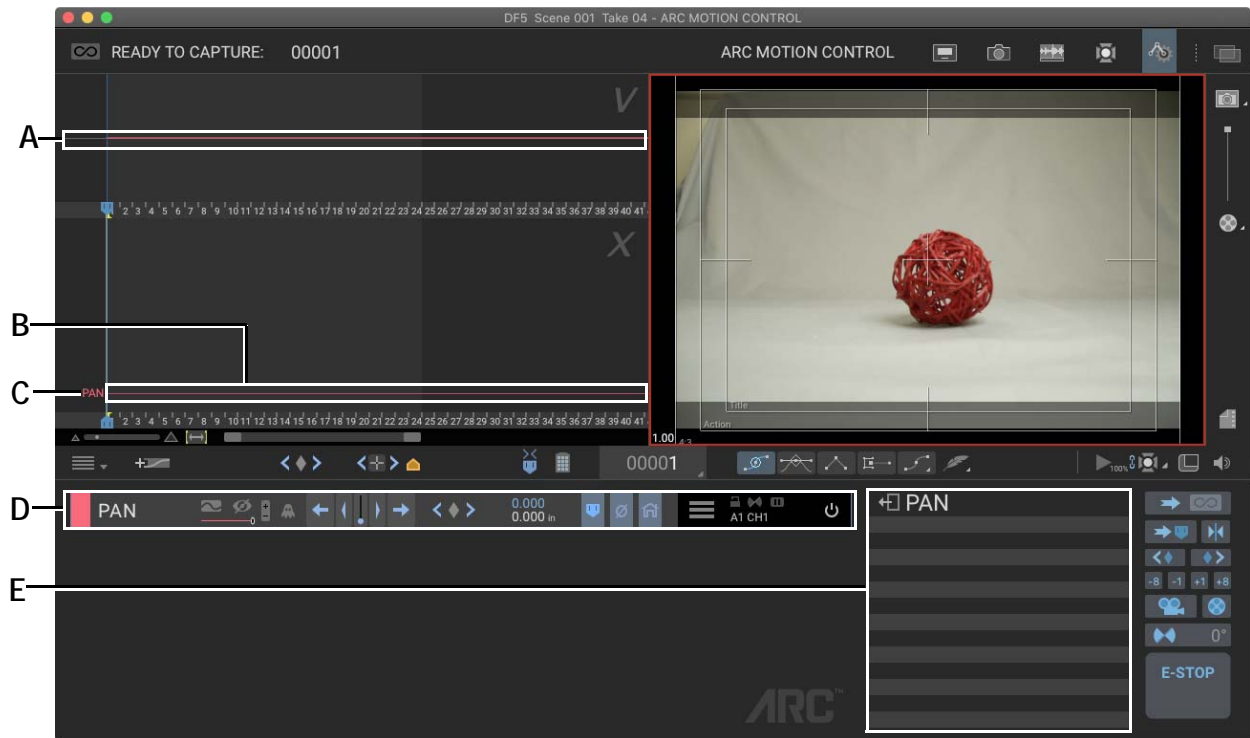 DF5 Scene 001 Take 04 - ARC MOTION CONTROL
READY TO CAPTURE: 00001
ARC MOTION CONTROL
V
A
2 3 4 5 6 7 8 9 10 11 12 13 14 15 16 17 18 19 20 21 22 23 24 25 26 27 28 29 30 31 32 33 34 35 36 37 38 39 40 41
X
B
C
PAN
Title
Action
2 3 4 5 6 7 8 9 10 11 12 13 14 15 16 17 18 19 20 21 22 23 24 25 26 27 28 29 30 31 32 33 34 35 36 37 38 39 40 41
1.00 4:3
00001
100%
D
PAN
0
0.000
0.000 in
A1 CH1
PAN
E
-8 -1 +1 +8
0°
E-STOP
ARC™